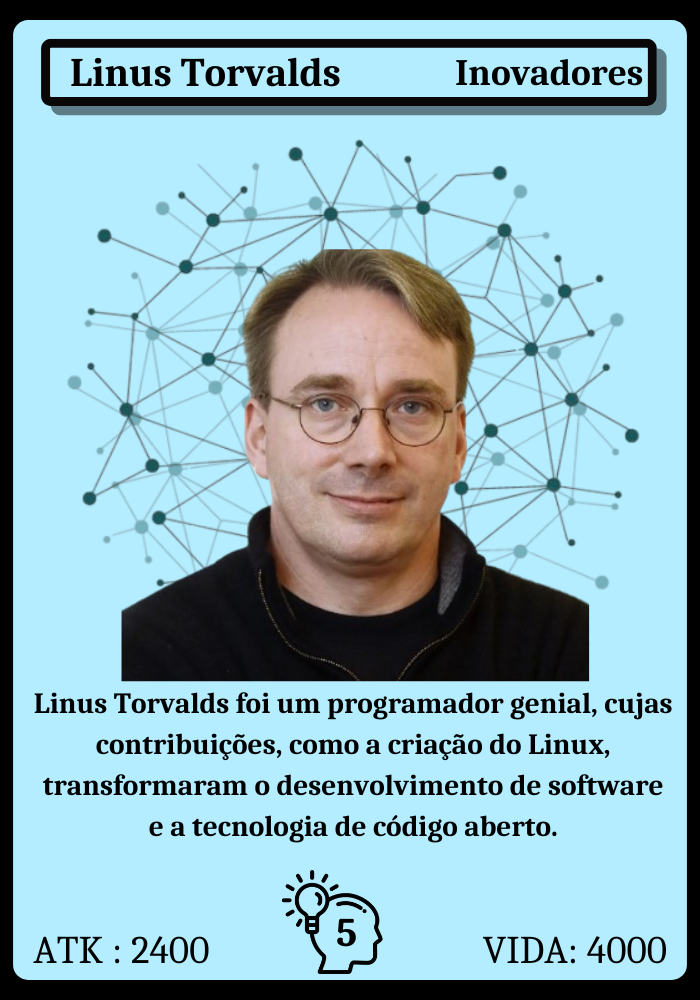 Linus Torvalds Inovadores
Linus Torvalds foi um programador genial, cujas
contribuições, como a criação do Linux,
transformaram o desenvolvimento de software
e a tecnologia de código aberto.
5
ATK : 2400 VIDA: 4000